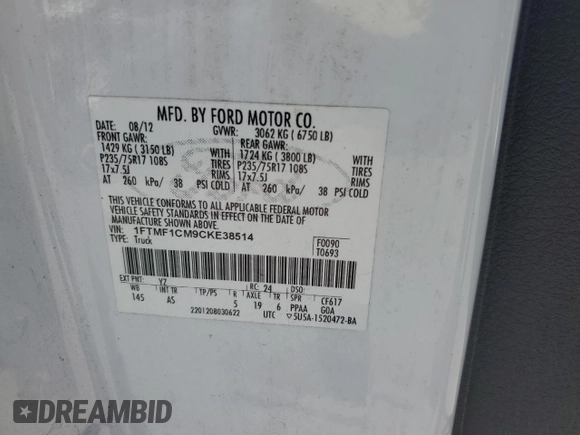 MFD. BY FORD MOTOR CO.
DATE: 08/12 GVWR: 3062 KG ( 6750 LB)
FRONT GAWR: REAR GAWR:
1429 KG ( 3150 LB) WITH 1724 KG ( 3800 LB) WITH
P235/75R17 108S TIRES P235/75R17 108S TIRES
17x7.5J RIMS 17x7.5J RIMS
AT 260 kPa/ 38 PSI COLD AT 260 kPa/ 38 PSI COLD
THIS VEHICLE CONFORMS TO ALL APPLICABLE FEDERAL MOTOR
VEHICLE SAFETY STANDARDS IN EFFECT ON THE DATE OF
MANUFACTURE SHOWN ABOVE.
VIN: 1FTMF1CM9CKE38514 F0090
TYPE: Truck T0693
EXT PNT: YZ RC: 24 DSO:
WB INT TR TP/PS R AXLE TR SPR CF617
145 AS 5 19 6 PPAA GOA
2201208030622 UTC ▽5U5A-1520472-BA
DREAMBID